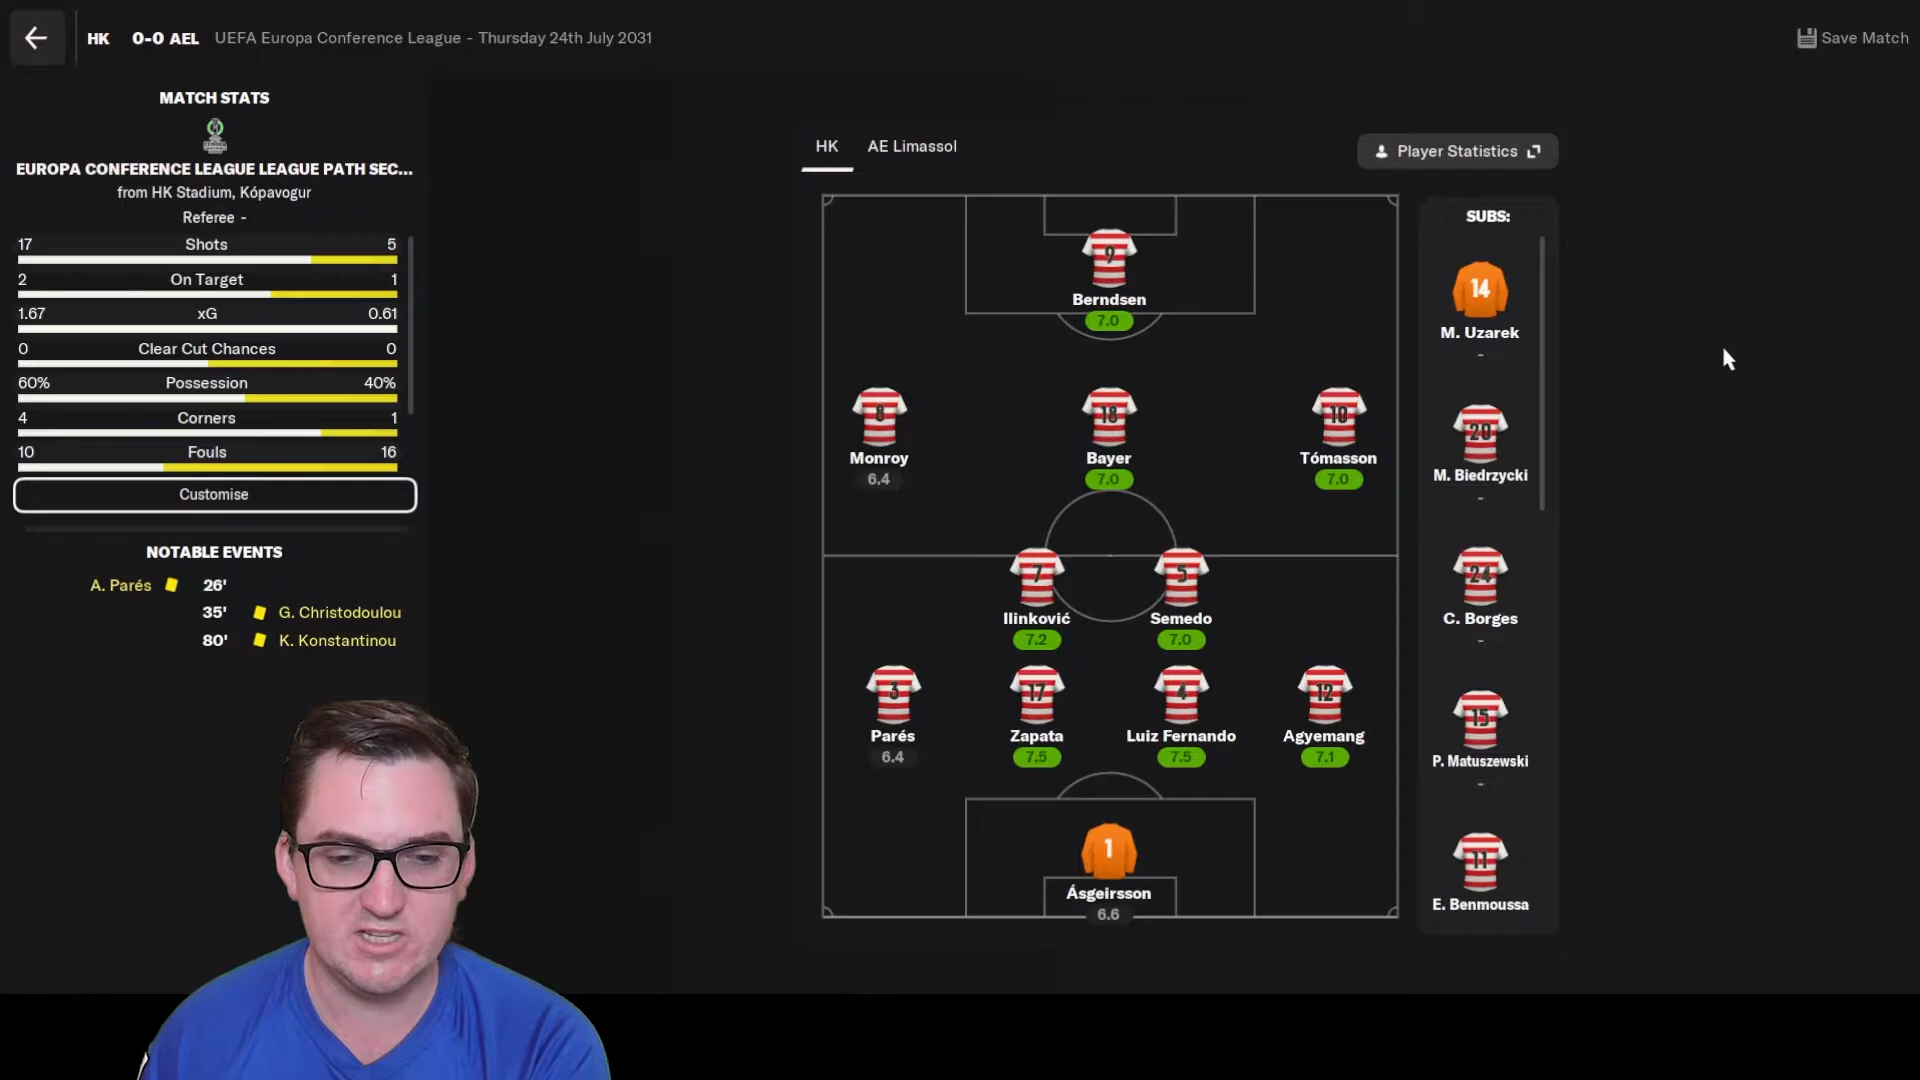 HK 0-0 AEL UEFA Europa Conference League - Thursday 24th July 2031
Save Match
MATCH STATS
EUROPA CONFERENCE LEAGUE LEAGUE PATH SEC...
from HK Stadium, Kópavogur
Referee -
17 Shots 5
2 On Target 1
1.67 xG 0.61
0 Clear Cut Chances 0
60% Possession 40%
4 Corners 1
10 Fouls 16
Customise
NOTABLE EVENTS
A. Parés 26'
35' G. Christodoulou
80' K. Konstantinou
HK AE Limassol
Player Statistics
9
Berndsen
7.0
8 18 10
Monroy Bayer Tómasson
6.4 7.0 7.0
7 5
Ilinković Semedo
7.2 7.0
3 17 4 12
Parés Zapata Luiz Fernando Agyemang
6.4 7.5 7.5 7.1
1
Ásgeirsson
6.6
SUBS:
14
M. Uzarek
-
20
M. Biedrzycki
-
24
C. Borges
-
15
P. Matuszewski
-
11
E. Benmoussa